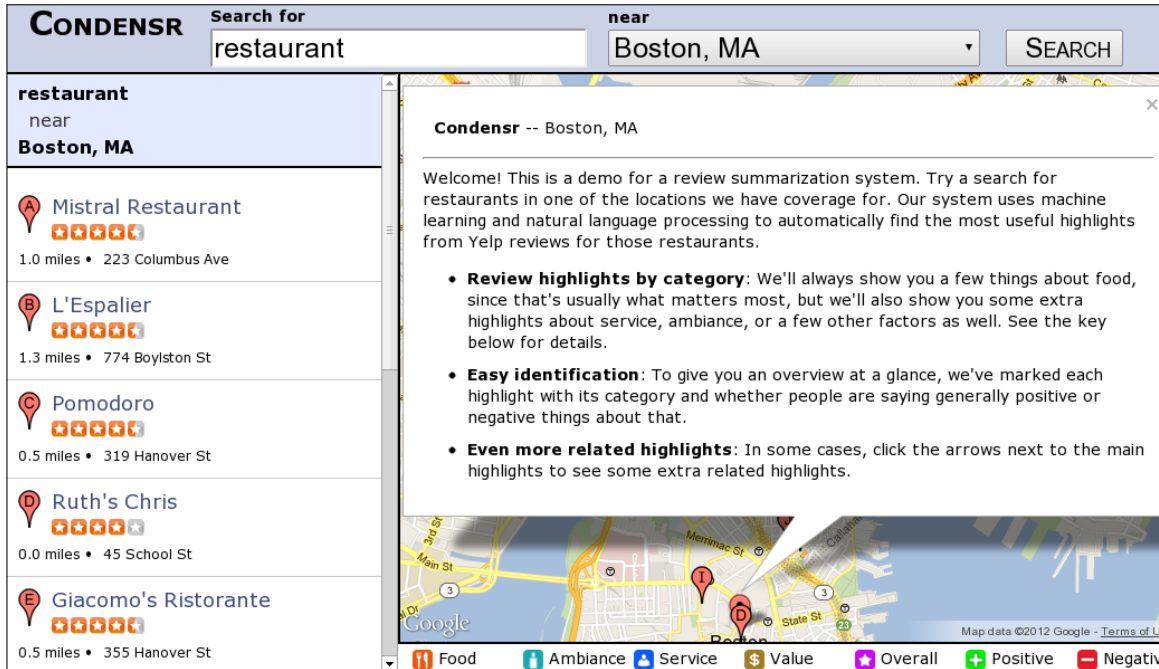 CONDENSR
Search for
near
restaurant
Boston, MA
SEARCH
restaurant
near
Boston, MA
A
Mistral Restaurant
1.0 miles • 223 Columbus Ave
B
L'Espalier
1.3 miles • 774 Boylston St
C
Pomodoro
0.5 miles • 319 Hanover St
D
Ruth's Chris
0.0 miles • 45 School St
E
Giacomo's Ristorante
0.5 miles • 355 Hanover St
×
Condensr -- Boston, MA
Welcome! This is a demo for a review summarization system. Try a search for
restaurants in one of the locations we have coverage for. Our system uses machine
learning and natural language processing to automatically find the most useful highlights
from Yelp reviews for those restaurants.
• Review highlights by category: We'll always show you a few things about food,
since that's usually what matters most, but we'll also show you some extra
highlights about service, ambiance, or a few other factors as well. See the key
below for details.
• Easy identification: To give you an overview at a glance, we've marked each
highlight with its category and whether people are saying generally positive or
negative things about that.
• Even more related highlights: In some cases, click the arrows next to the main
highlights to see some extra related highlights.
3rd St
Main St
Merrimac St
3
I
D
3
State St
23
Boston
Google
Map data ©2012 Google - Terms of U
Food Ambiance Service Value Overall Positive Negativ